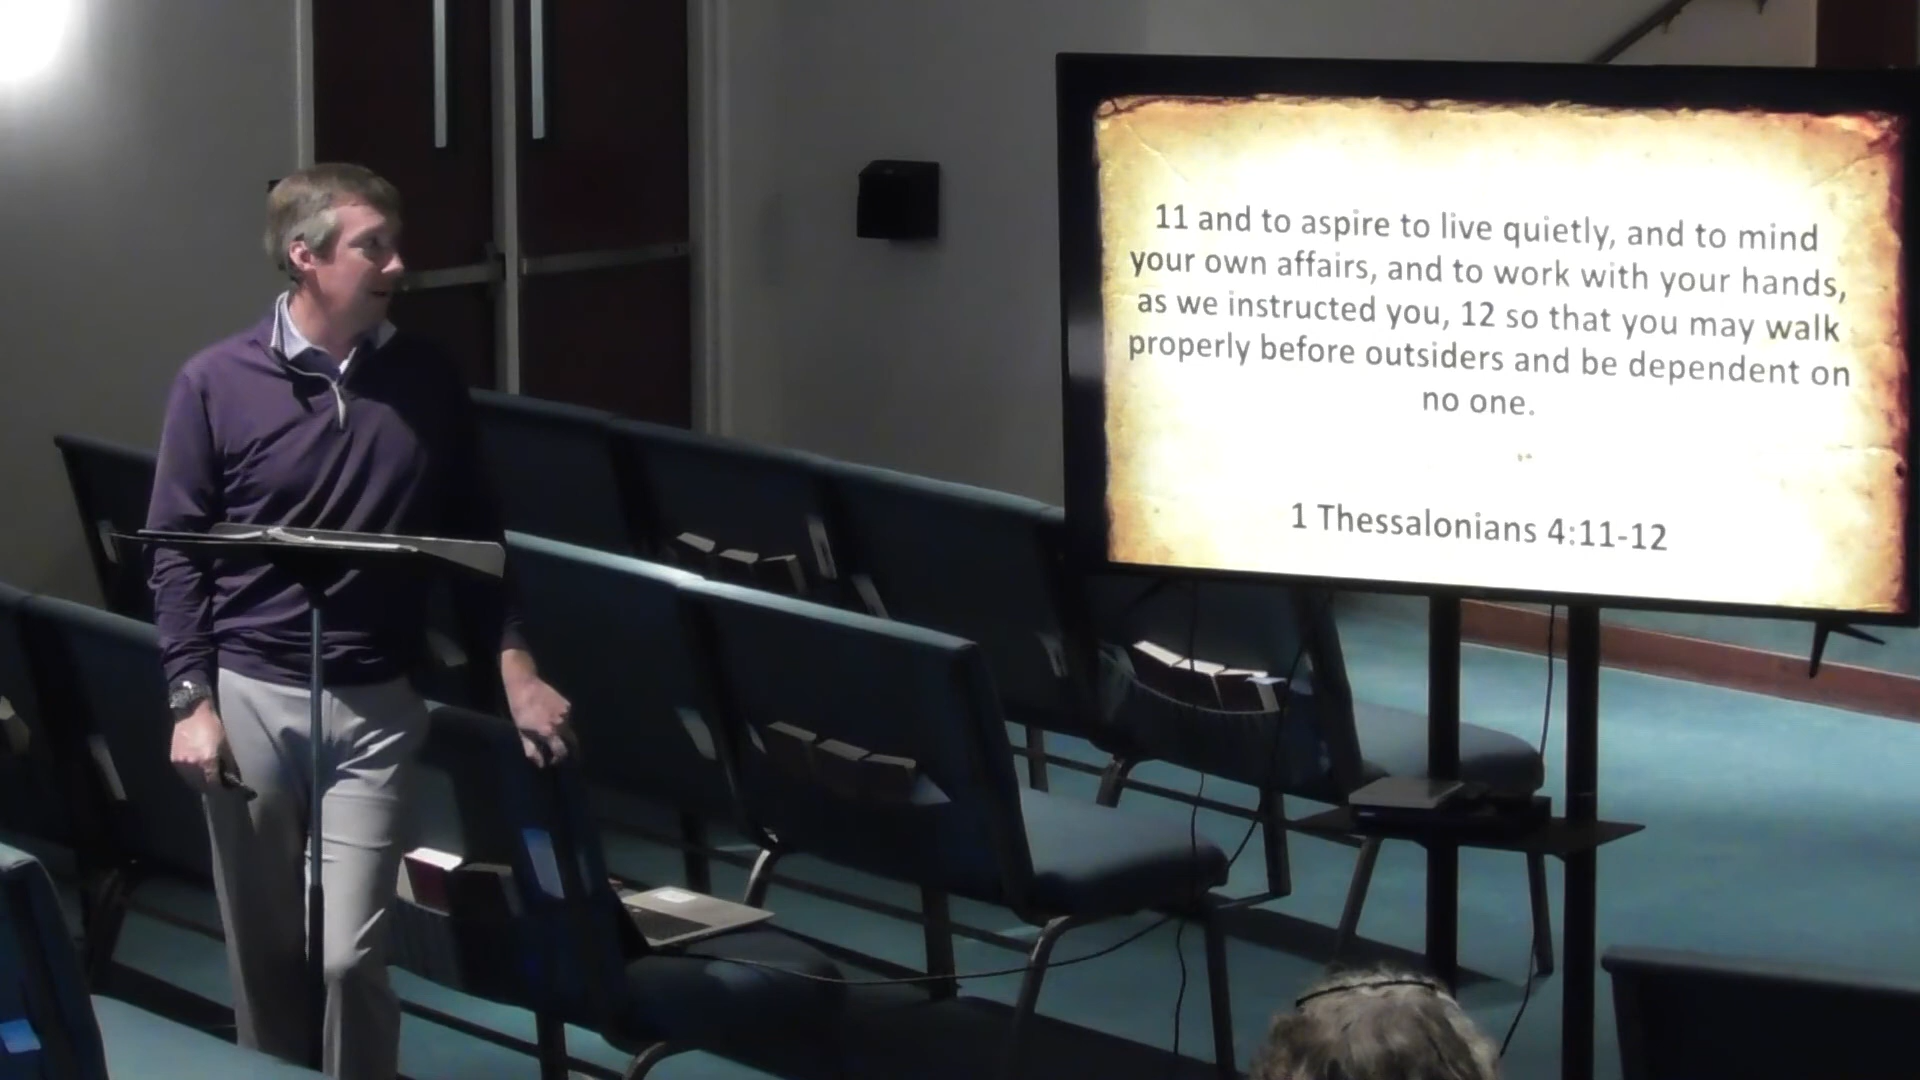 11 and to aspire to live quietly, and to mind
your own affairs, and to work with your hands,
as we instructed you, 12 so that you may walk
properly before outsiders and be dependent on
no one.
1 Thessalonians 4:11-12